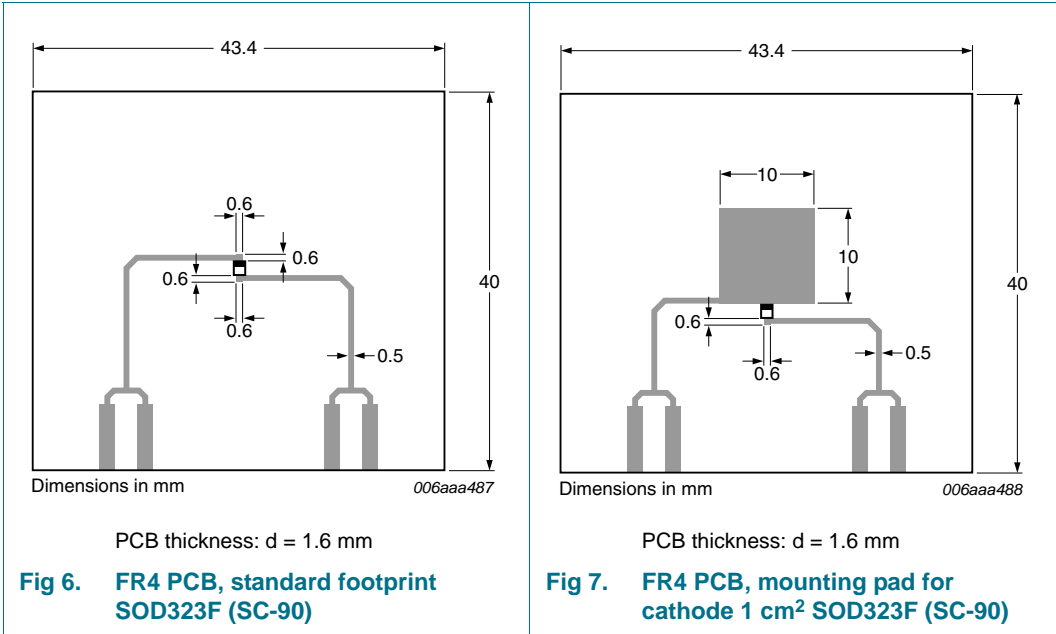 43.4
0.6
0.6
0.6
0.6
40
0.5
Dimensions in mm
006aaa487
PCB thickness: d = 1.6 mm
Fig 6. FR4 PCB, standard footprint
SOD323F (SC-90)
43.4
10
10
40
0.6
0.6
0.5
Dimensions in mm
006aaa488
PCB thickness: d = 1.6 mm
Fig 7. FR4 PCB, mounting pad for
cathode 1 cm² SOD323F (SC-90)